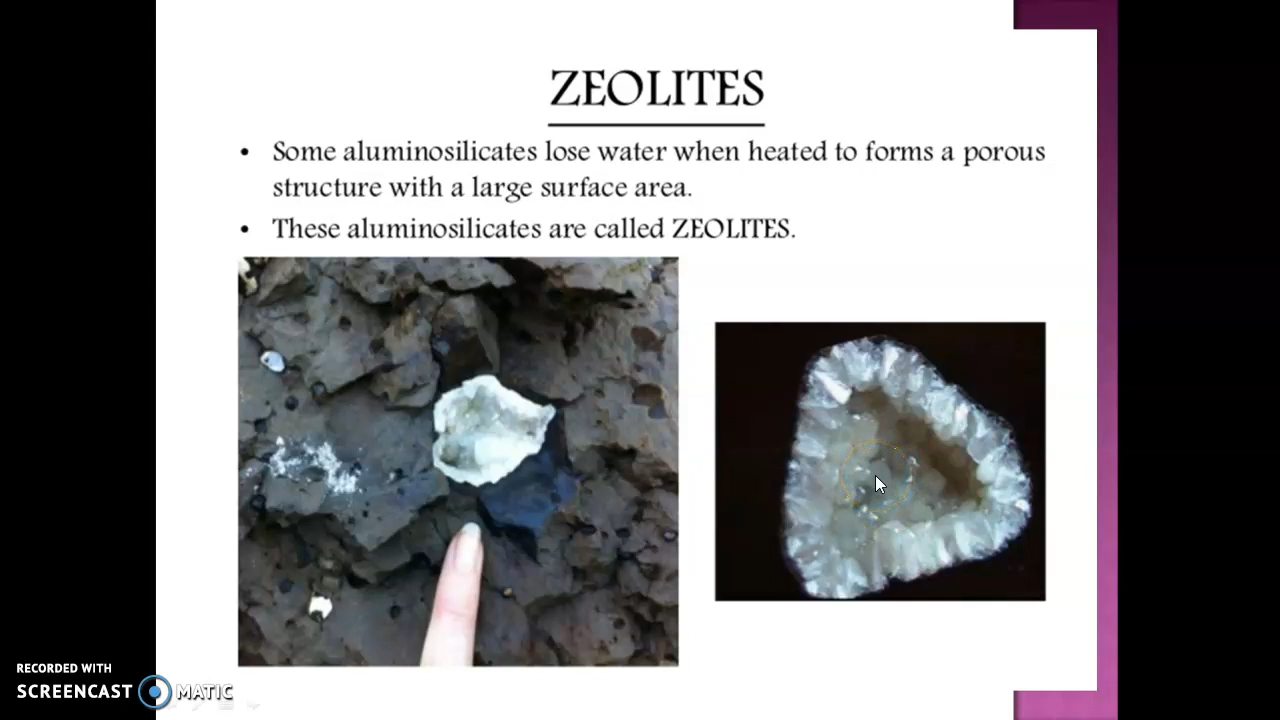 ZEOLITES
• Some aluminosilicates lose water when heated to forms a porous
structure with a large surface area.
• These aluminosilicates are called ZEOLITES.
RECORDED WITH
SCREENCAST MATIC